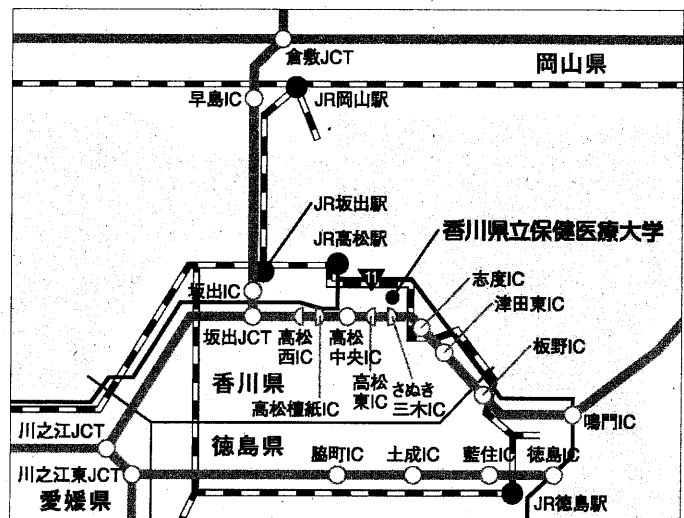 倉敷JCT
岡山県
早島IC
JR岡山駅
JR坂出駅
JR高松駅
香川県立保健医療大学
11
志度IC
坂出IC
津田東IC
坂出JCT
高松
西IC
高松
中央IC
板野IC
香川県
高松檀紙IC
高松
東IC
さぬき
三木IC
鳴門IC
川之江JCT
徳島県
川之江東JCT
脇町IC
土成IC
藍住IC
徳島IC
愛媛県
JR徳島駅